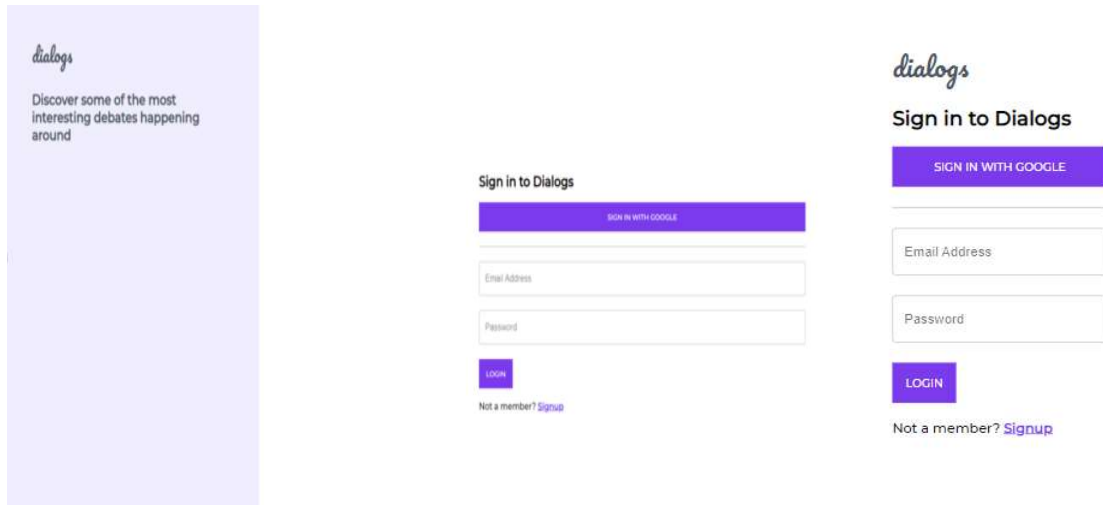 dialogs
Discover some of the most
interesting debates happening
around
Sign in to Dialogs
SIGN IN WITH GOOGLE
Email Address
Password
LOGIN
Not a member? Signup
dialogs
Sign in to Dialogs
SIGN IN WITH GOOGLE
Email Address
Password
LOGIN
Not a member? Signup